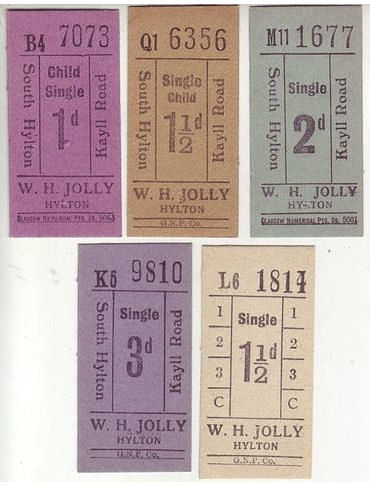 B4 7073
Child
Single
1d
South Hylton
Kayll Road
W. H. JOLLY
HYLTON
GLASGOW NUMERICAL PTG. CO. 5063
Q1 6356
Single
Child
1½d
South Hylton
Kayll Road
W. H. JOLLY
HYLTON
G.N.P. Co.
M11 1677
Single
2d
South Hylton
Kayll Road
W. H. JOLLY
HYLTON
GLASGOW NUMERICAL PTG. CO. 5001
K5 9810
Single
3d
South Hylton
Kayll Road
W. H. JOLLY
HYLTON
G.N.P. Co.
L6 1814
Single
1½d
1
2
3
C
1
2
3
C
W. H. JOLLY
HYLTON
G.N.P. Co.